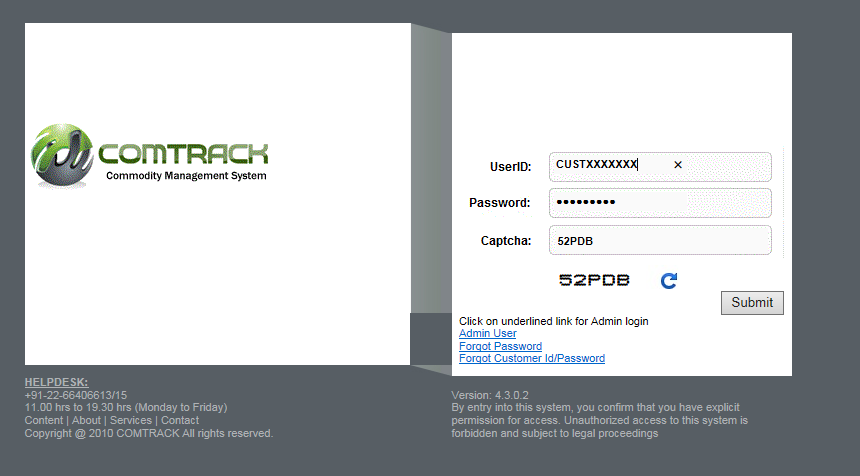 COMTRACK
Commodity Management System
UserID: CUSTXXXXXXX ×
Password: •••••••••
Captcha: 52PDB
52PDB
Submit
Click on underlined link for Admin login
Admin User
Forgot Password
Forgot Customer Id/Password
HELPDESK:
+91-22-66406613/15
11.00 hrs to 19.30 hrs (Monday to Friday)
Content | About | Services | Contact
Copyright @ 2010 COMTRACK All rights reserved.
Version: 4.3.0.2
By entry into this system, you confirm that you have explicit
permission for access. Unauthorized access to this system is
forbidden and subject to legal proceedings